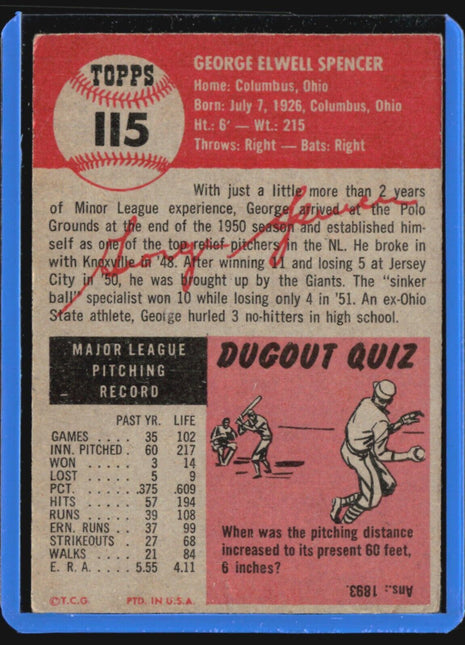 TOPPS
115
GEORGE ELWELL SPENCER
Home: Columbus, Ohio
Born: July 7, 1926, Columbus, Ohio
Ht.: 6' — Wt.: 215
Throws: Right — Bats: Right
With just a little more than 2 years
of Minor League experience, George arrived at the Polo
Grounds at the end of the 1950 season and established him-
self as one of the top relief pitchers in the NL. He broke in
with Knoxville in '48. After winning 11 and losing 5 at Jersey
City in '50, he was brought up by the Giants. The "sinker
ball" specialist won 10 while losing only 4 in '51. An ex-Ohio
State athlete, George hurled 3 no-hitters in high school.
George Spencer
MAJOR LEAGUE
PITCHING
RECORD
PAST YR. LIFE
GAMES . . . . . 35 102
INN. PITCHED . 60 217
WON . . . . . . 3 14
LOST . . . . . . 5 9
PCT. . . . . . .375 .609
HITS . . . . . . 57 194
RUNS . . . . . 39 108
ERN. RUNS . . . 37 99
STRIKEOUTS . . 27 68
WALKS . . . . . 21 84
E. R. A. . . . . 5.55 4.11
©T.C.G. PTD. IN U.S.A.
DUGOUT QUIZ
When was the pitching distance
increased to its present 60 feet,
6 inches?
Ans.: 1893.